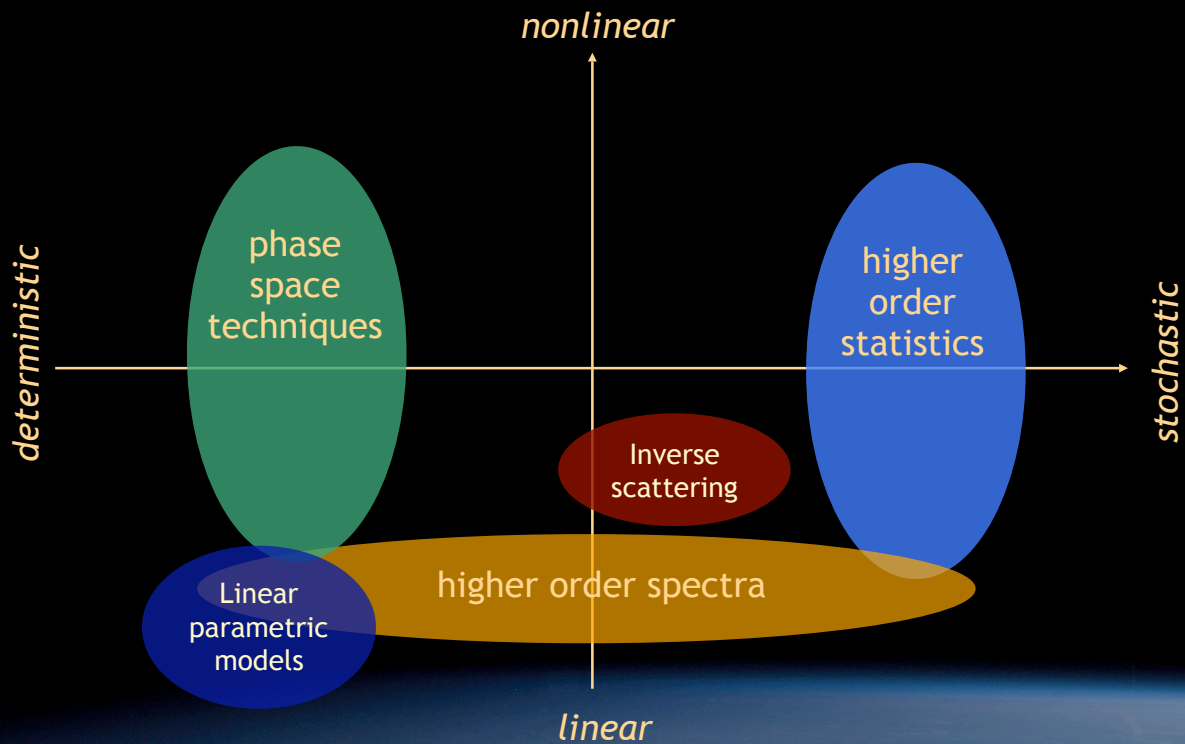 nonlinear
phase
space
techniques
higher
order
statistics
deterministic
stochastic
Inverse
scattering
higher order spectra
Linear
parametric
models
linear